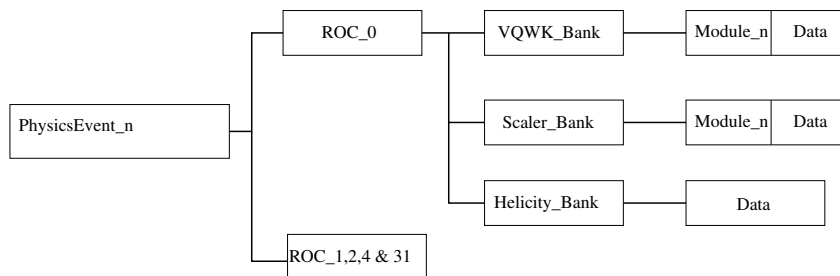 ROC_0
VQWK_Bank
Module_n
Data
PhysicsEvent_n
Scaler_Bank
Module_n
Data
Helicity_Bank
Data
ROC_1,2,4 & 31